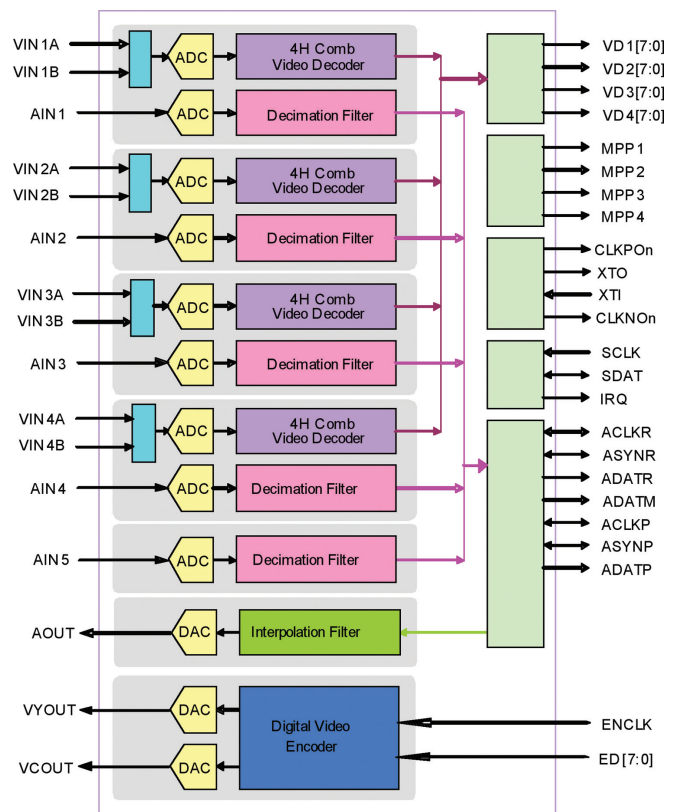 VIN1A
VIN1B
ADC
4H Comb
Video Decoder
AIN1
ADC
Decimation Filter
VIN2A
VIN2B
ADC
4H Comb
Video Decoder
AIN2
ADC
Decimation Filter
VIN3A
VIN3B
ADC
4H Comb
Video Decoder
AIN3
ADC
Decimation Filter
VIN4A
VIN4B
ADC
4H Comb
Video Decoder
AIN4
ADC
Decimation Filter
AIN5
ADC
Decimation Filter
AOUT
DAC
Interpolation Filter
VYOUT
DAC
Digital Video
Encoder
VCOUT
DAC
VD1[7:0]
VD2[7:0]
VD3[7:0]
VD4[7:0]
MPP1
MPP2
MPP3
MPP4
CLKPOn
XTO
XTI
CLKNOn
SCLK
SDAT
IRQ
ACLKR
ASYNR
ADATR
ADATM
ACLKP
ASYNP
ADATP
ENCLK
ED[7:0]